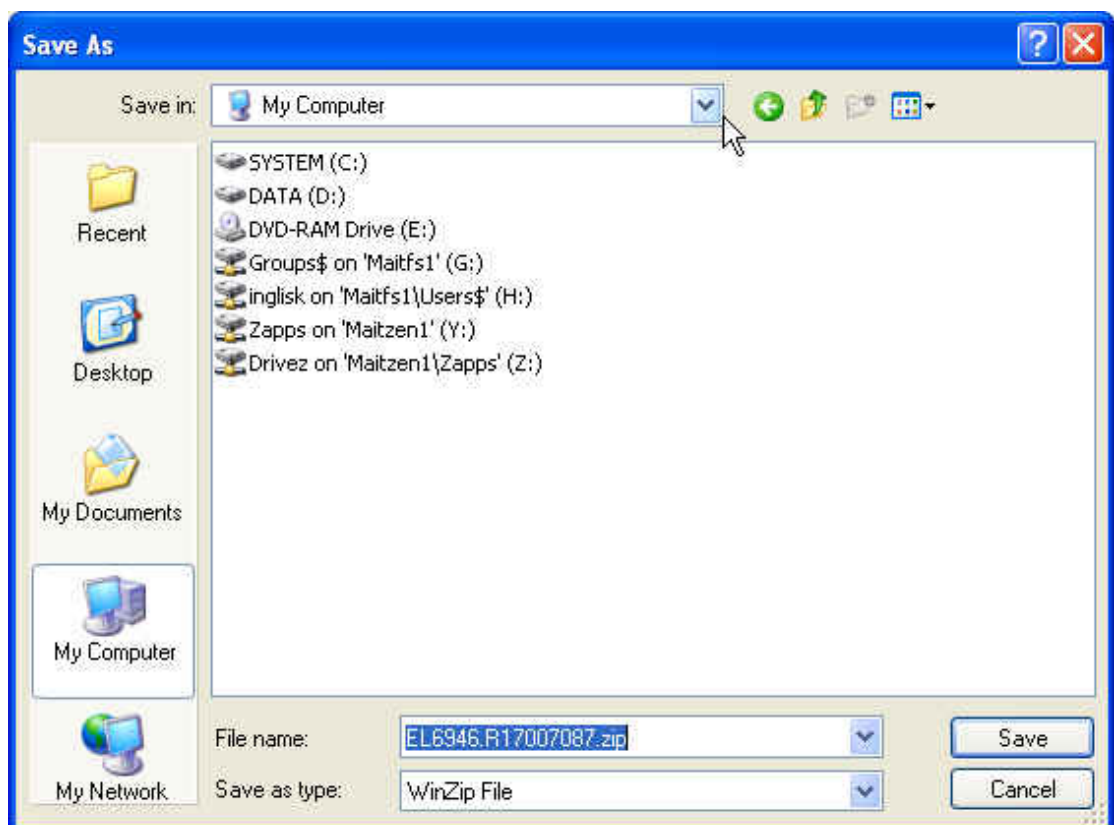 Save As
Save in:
My Computer
Recent
Desktop
My Documents
My Computer
My Network
SYSTEM (C:)
DATA (D:)
DVD-RAM Drive (E:)
Groups$ on 'Maitfs1' (G:)
inglisk on 'Maitfs1\Users$' (H:)
Zapps on 'Maitzen1' (Y:)
Drivez on 'Maitzen1\Zapps' (Z:)
File name:
EL6946.R17007087.zip
Save
Save as type:
WinZip File
Cancel